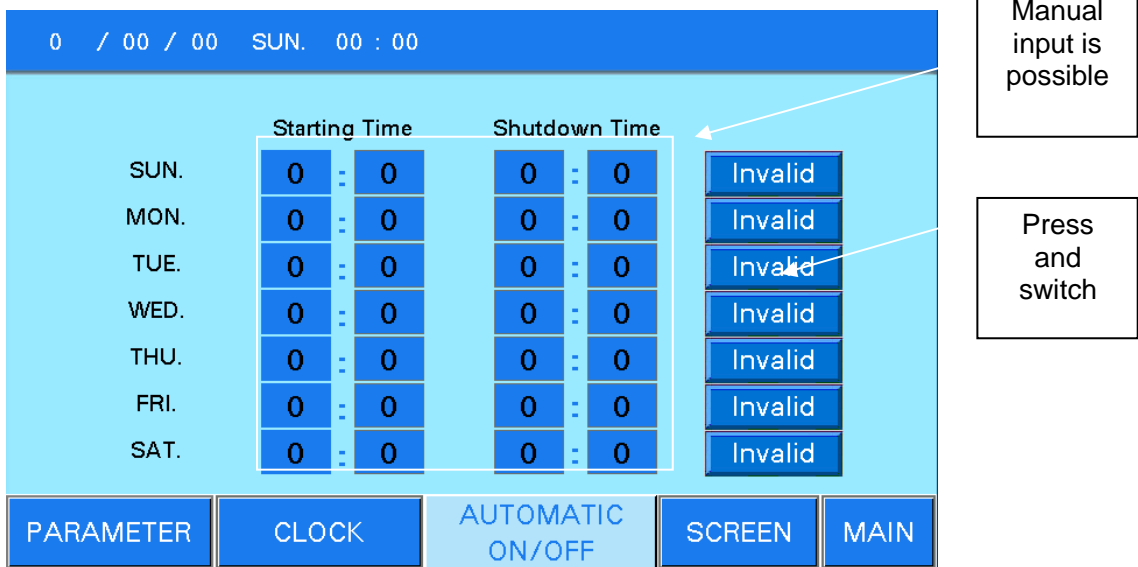 0 / 00 / 00 SUN. 00 : 00
Manual
input is
possible
Starting Time Shutdown Time
SUN. 0 : 0 0 : 0 Invalid
MON. 0 : 0 0 : 0 Invalid
TUE. 0 : 0 0 : 0 Invalid
WED. 0 : 0 0 : 0 Invalid
THU. 0 : 0 0 : 0 Invalid
FRI. 0 : 0 0 : 0 Invalid
SAT. 0 : 0 0 : 0 Invalid
Press
and
switch
PARAMETER CLOCK AUTOMATIC
ON/OFF SCREEN MAIN